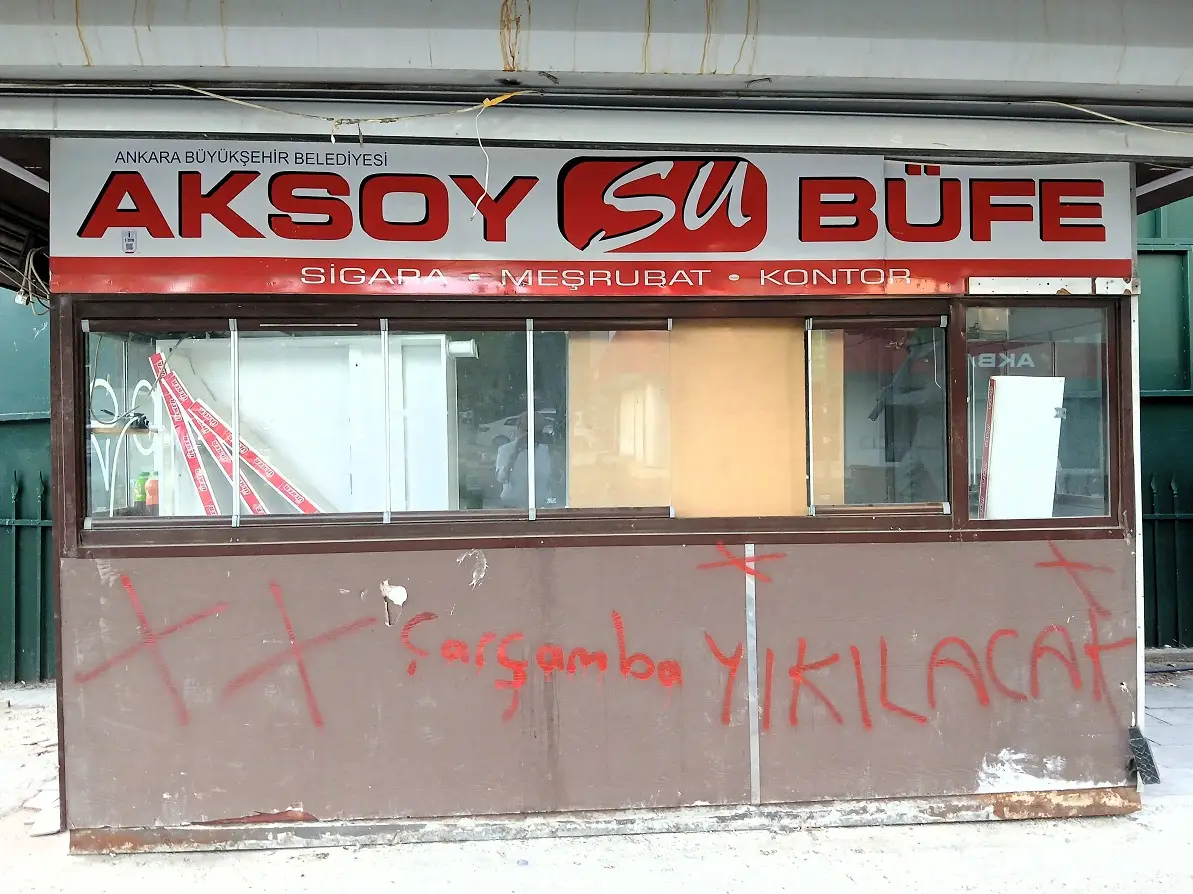 ANKARA BÜYÜKŞEHİR BELEDİYESİ
AKSOY SU BÜFE
SİGARA • MEŞRUBAT • KONTOR
Çarşamba YIKILACAK